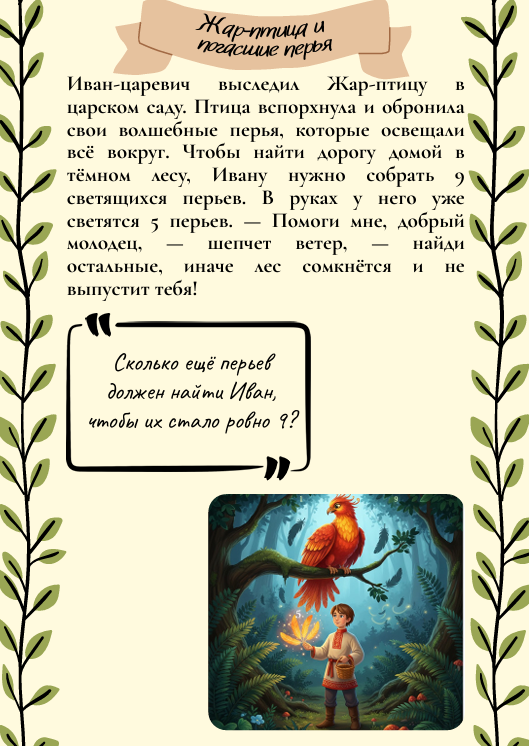 Жар-птица и
погасшие перья
Иван-царевич выследил Жар-птицу в
царском саду. Птица вспорхнула и обронила
свои волшебные перья, которые освещали
всё вокруг. Чтобы найти дорогу домой в
тёмном лесу, Ивану нужно собрать 9
светящихся перьев. В руках у него уже
светятся 5 перьев. — Помоги мне, добрый
молодец, — шепчет ветер, — найди
остальные, иначе лес сомкнётся и не
выпустит тебя!
Сколько ещё перьев
должен найти Иван,
чтобы их стало ровно 9?
9
5